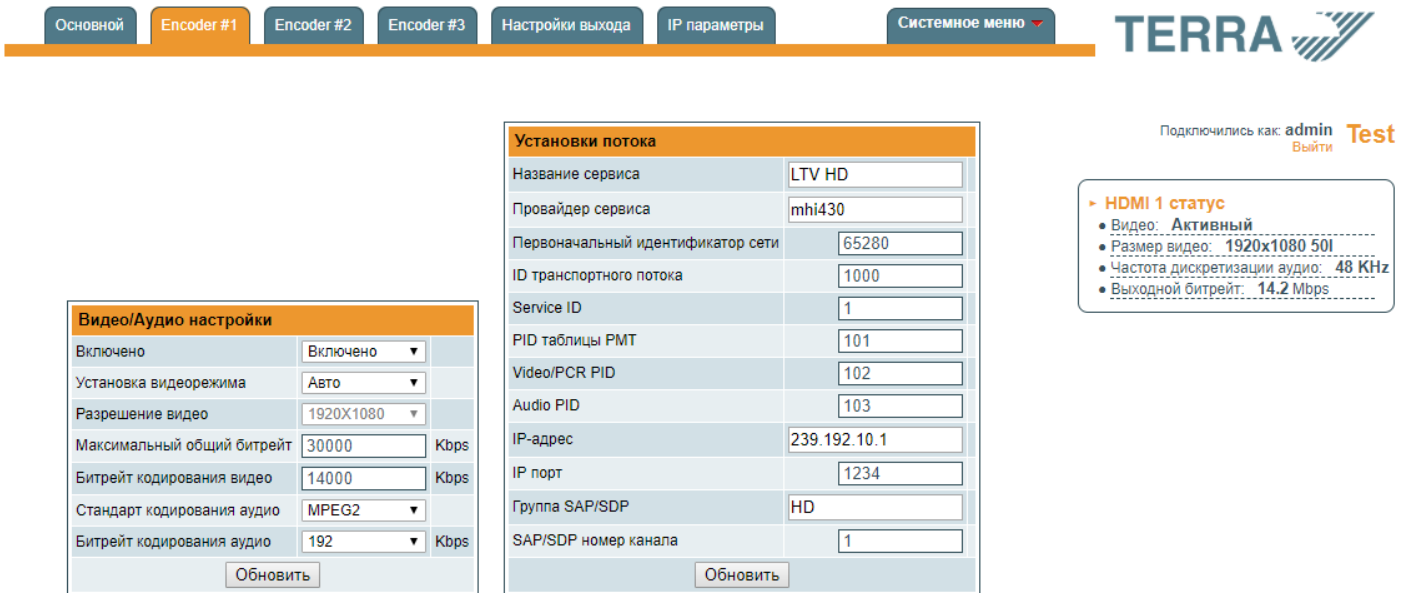 Основной Encoder #1 Encoder #2 Encoder #3 Настройки выхода IP параметры Системное меню TERRA
Подключились как: admin Test
Выйти
HDMI 1 статус
Видео: Активный
Размер видео: 1920x1080 50I
Частота дискретизации аудио: 48 KHz
Выходной битрейт: 14.2 Mbps
Видео/Аудио настройки
Включено Включено
Установка видеорежима Авто
Разрешение видео 1920X1080
Максимальный общий битрейт 30000 Kbps
Битрейт кодирования видео 14000 Kbps
Стандарт кодирования аудио MPEG2
Битрейт кодирования аудио 192 Kbps
Обновить
Установки потока
Название сервиса LTV HD
Провайдер сервиса mhi430
Первоначальный идентификатор сети 65280
ID транспортного потока 1000
Service ID 1
PID таблицы PMT 101
Video/PCR PID 102
Audio PID 103
IP-адрес 239.192.10.1
IP порт 1234
Группа SAP/SDP HD
SAP/SDP номер канала 1
Обновить